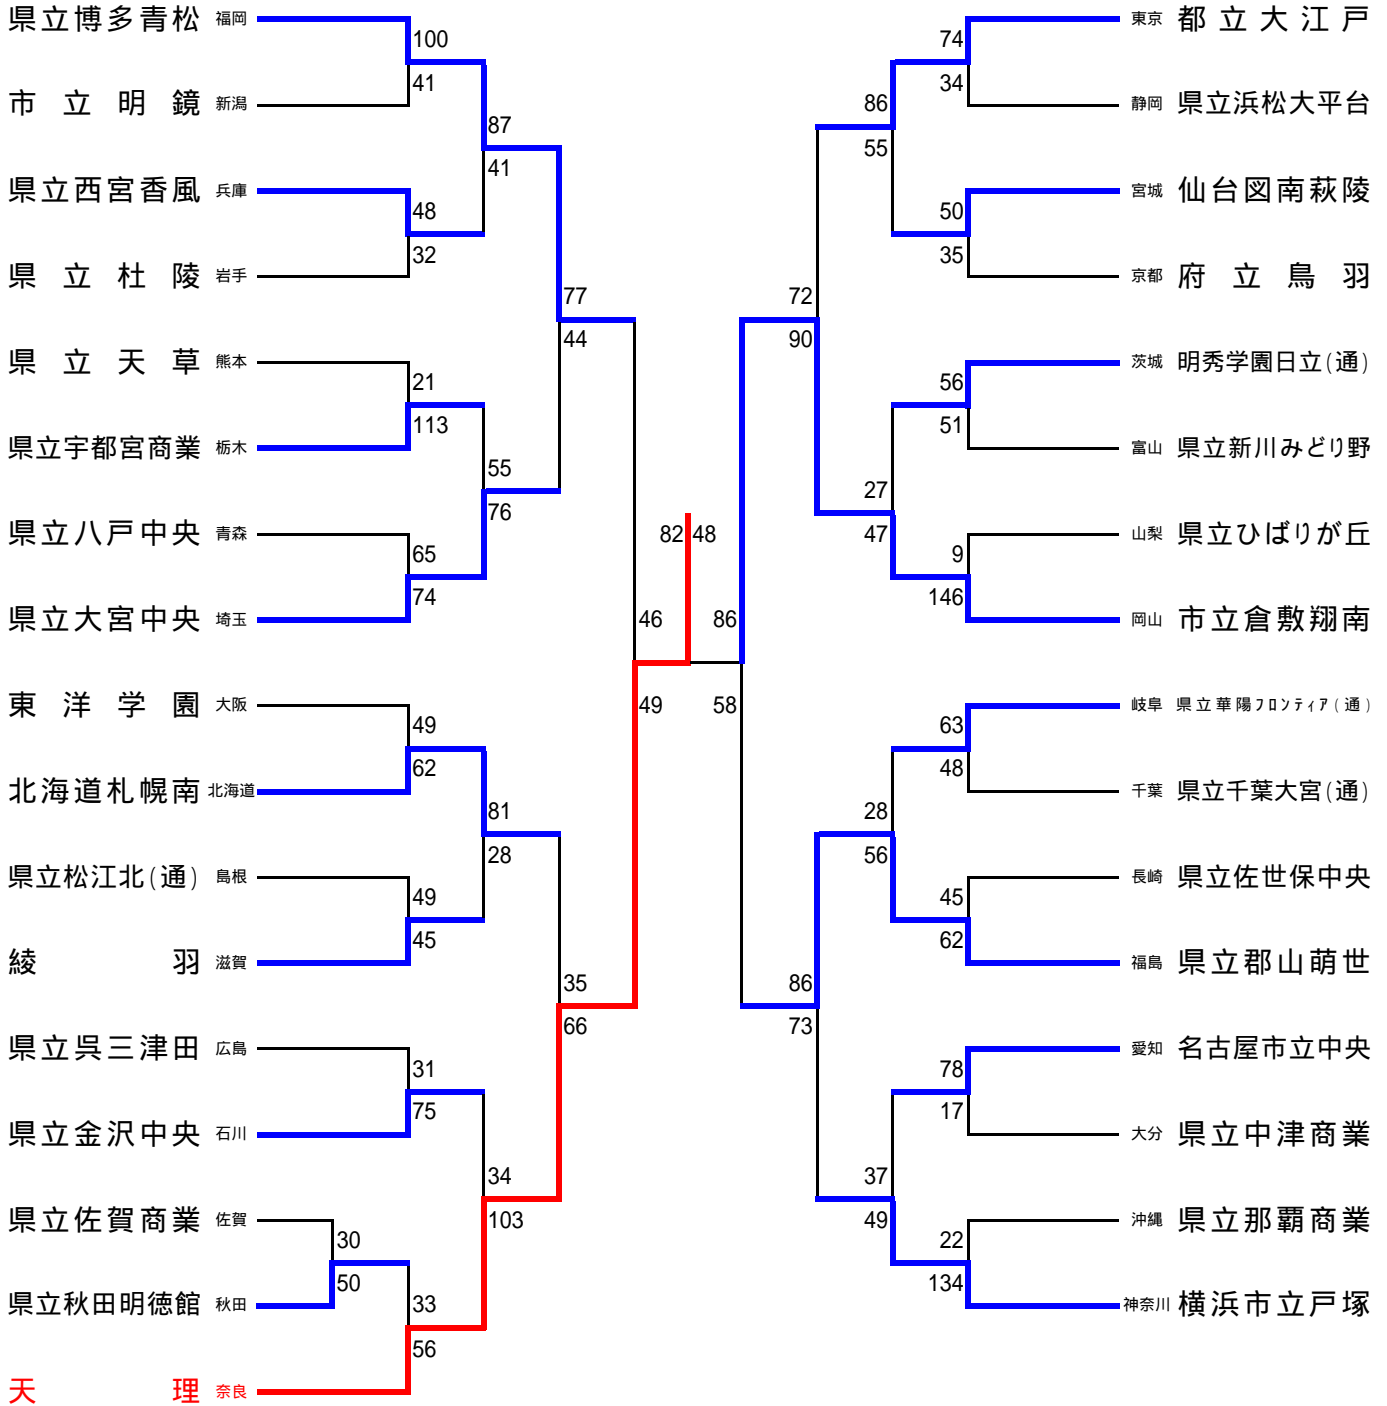 県立博多青松 福岡
100
41
市立明鏡 新潟
87
41
県立西宮香風 兵庫
48
32
県立杜陵 岩手
77
44
県立天草 熊本
21
113
県立宇都宮商業 栃木
55
76
県立八戸中央 青森
65
74
県立大宮中央 埼玉
46
49
東洋学園 大阪
49
62
北海道札幌南 北海道
81
28
県立松江北(通) 島根
49
45
綾羽 滋賀
35
66
県立呉三津田 広島
31
75
県立金沢中央 石川
34
103
県立佐賀商業 佐賀
30
50
県立秋田明徳館 秋田
33
56
天理 奈良
82 48
東京 都立大江戸
74
34
静岡 県立浜松大平台
86
55
宮城 仙台図南萩陵
50
35
京都 府立鳥羽
72
90
茨城 明秀学園日立(通)
56
51
富山 県立新川みどり野
27
47
山梨 県立ひばりが丘
9
146
岡山 市立倉敷翔南
86
58
岐阜 県立華陽フロンティア(通)
63
48
千葉 県立千葉大宮(通)
28
56
長崎 県立佐世保中央
45
62
福島 県立郡山萌世
86
73
愛知 名古屋市立中央
78
17
大分 県立中津商業
37
49
沖縄 県立那覇商業
22
134
神奈川 横浜市立戸塚